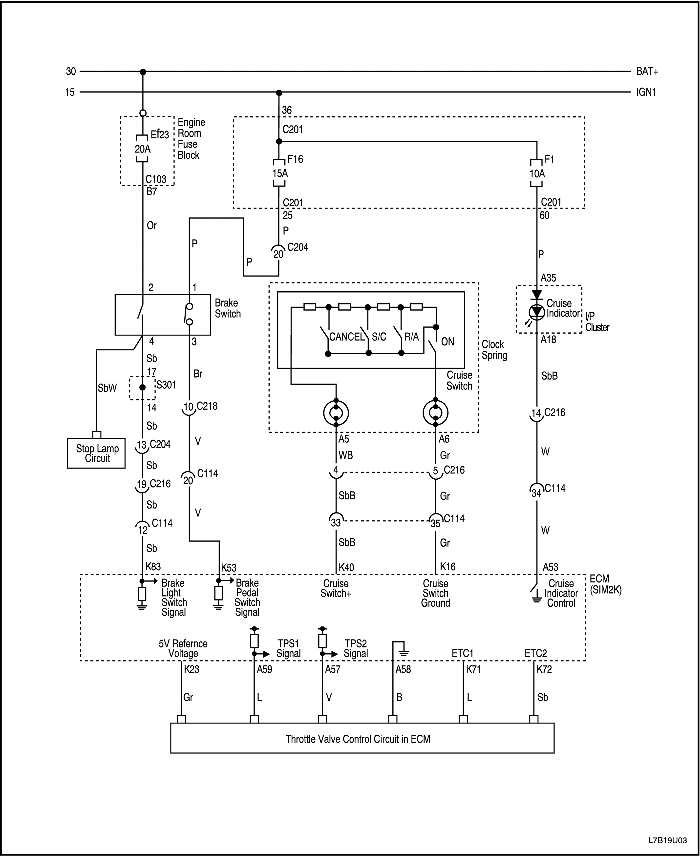 30 BAT+
15 IGN1
36
C201
Engine
Room
Fuse
Block
Ef23
20A
C103
B7
F16
15A
F1
10A
C201
25
C201
60
Or
P
P
P
20 C204
P
2 1
Brake
Switch
4 3
A35
Cruise
Indicator
I/P
Cluster
A18
CANCEL S/C R/A ON
Clock
Spring
Cruise
Switch
SbW
Sb
17
S301
14
Br
SbB
10 C218
14 C216
Stop Lamp
Circuit
Sb
13 C204
Sb
19 C216
Sb
12 C114
Sb
V
20 C114
V
A5 A6
WB Gr
4 5 C216
SbB Gr
33 35 C114
SbB Gr
W
34 C114
W
K83 K53 K40 K16 A53
ECM
(SIM2K)
Brake
Light
Switch
Signal
Brake
Pedal
Switch
Signal
Cruise
Switch+
Cruise
Switch
Ground
Cruise
Indicator
Control
5V Refernce
Voltage
TPS1
Signal
TPS2
Signal
ETC1 ETC2
K23 A59 A57 A58 K71 K72
Gr L V B L Sb
Throttle Valve Control Circuit in ECM
L7B19U03